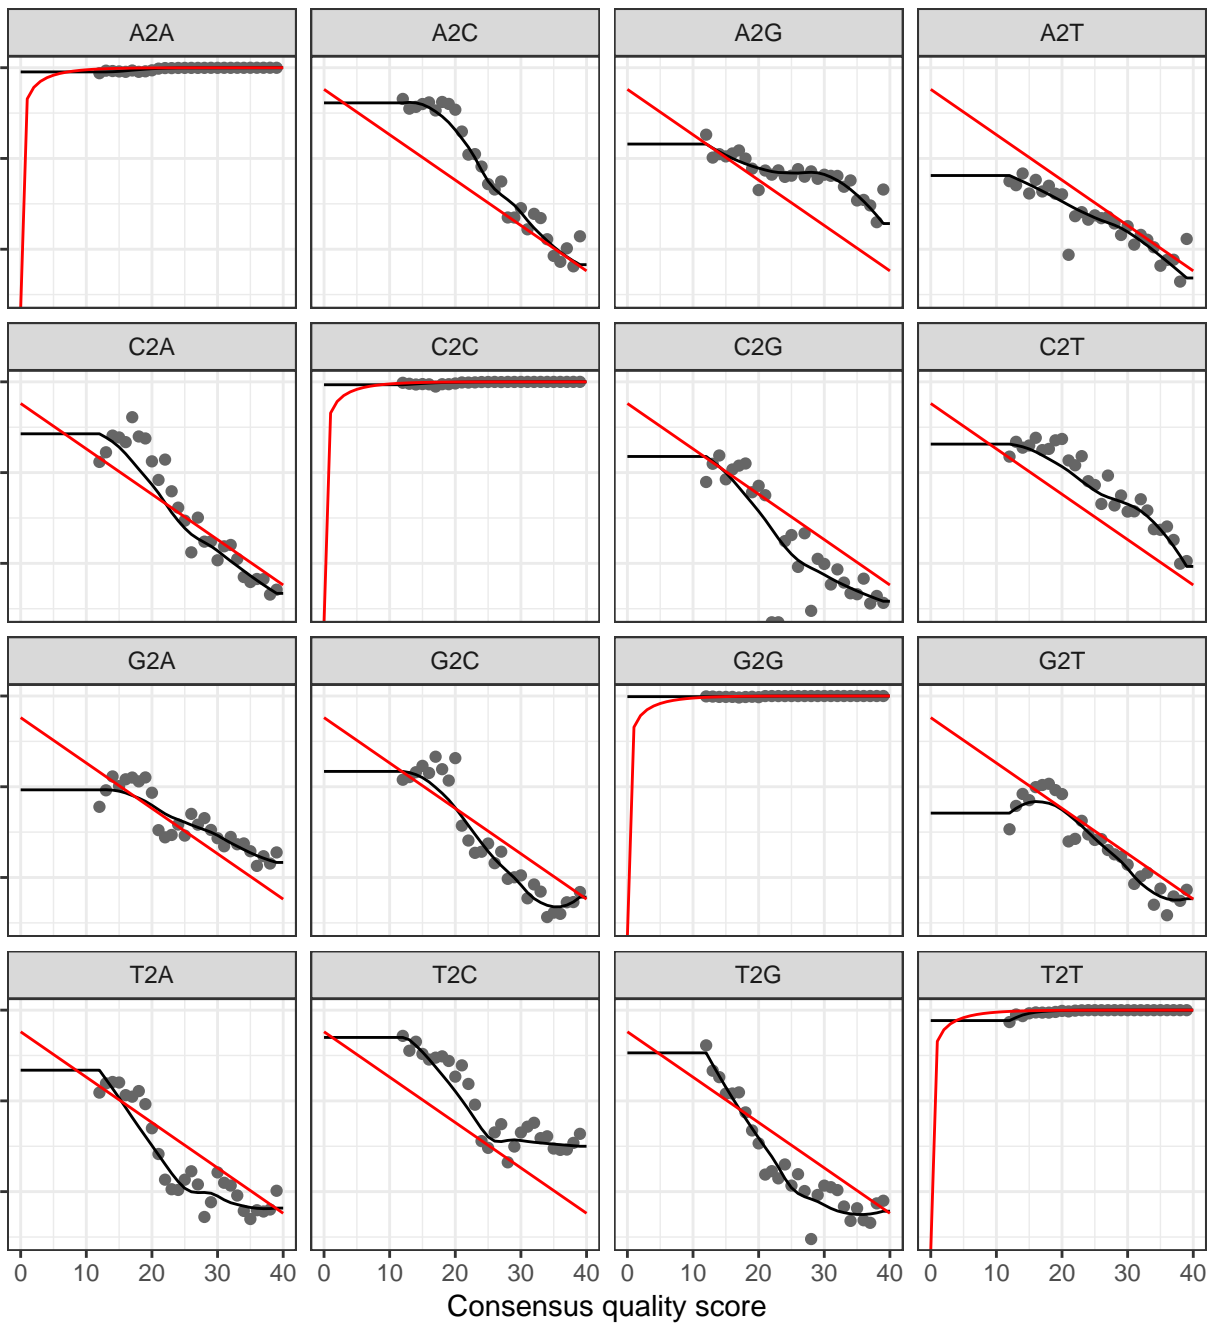 A2A A2C A2G A2T
C2A C2C C2G C2T
G2A G2C G2G G2T
T2A T2C T2G T2T
0 10 20 30 40 0 10 20 30 40 0 10 20 30 40 0 10 20 30 40
Consensus quality score